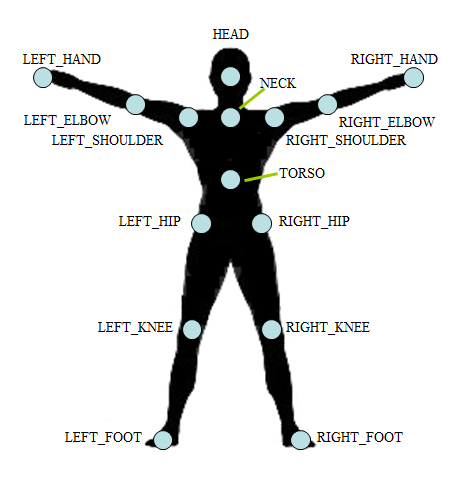 HEAD
LEFT_HAND
RIGHT_HAND
NECK
LEFT_ELBOW
RIGHT_ELBOW
LEFT_SHOULDER
RIGHT_SHOULDER
TORSO
LEFT_HIP
RIGHT_HIP
LEFT_KNEE
RIGHT_KNEE
LEFT_FOOT
RIGHT_FOOT